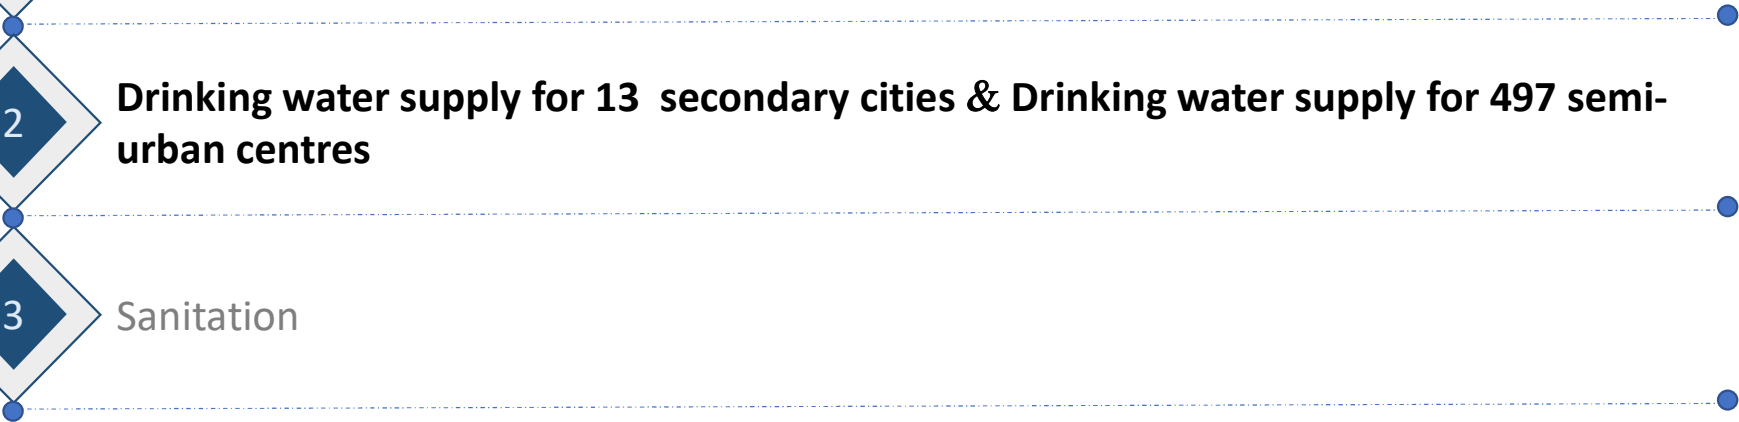 2
Drinking water supply for 13  secondary cities & Drinking water supply for 497 semi-
urban centres
3
Sanitation